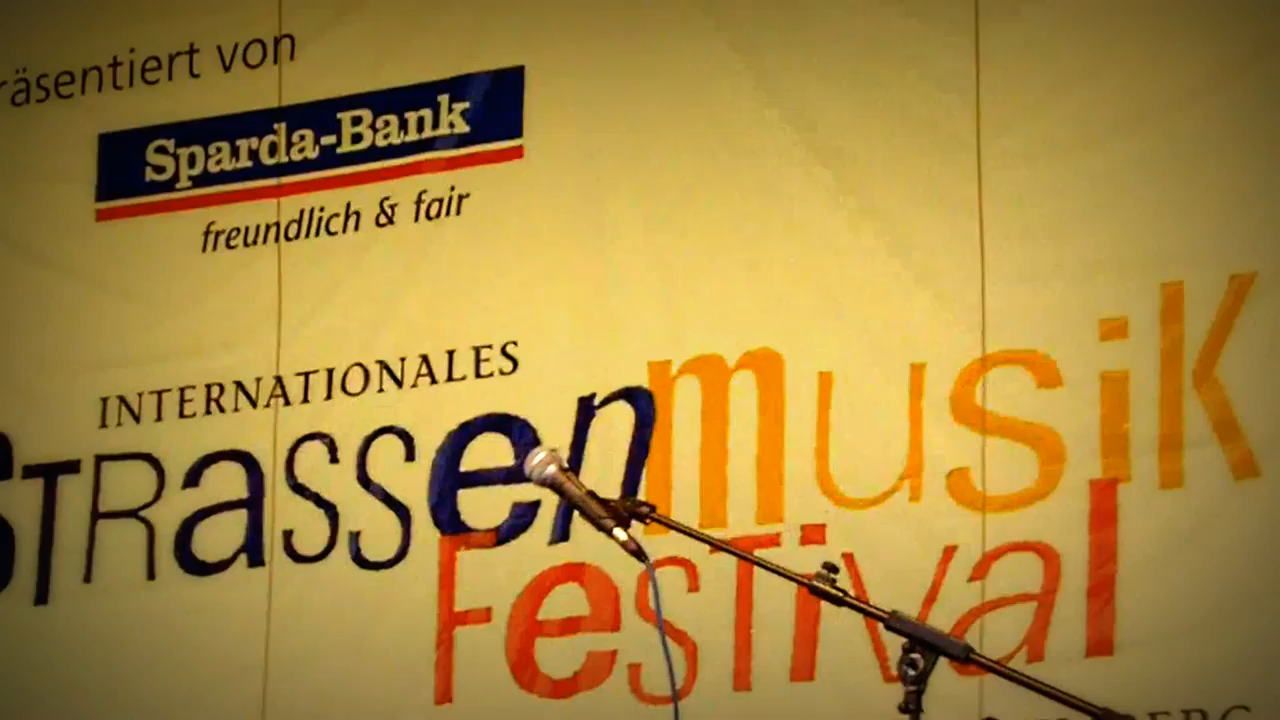 räsentiert von
Sparda-Bank
freundlich & fair
INTERNATIONALES
STRASSENmusik
Festival